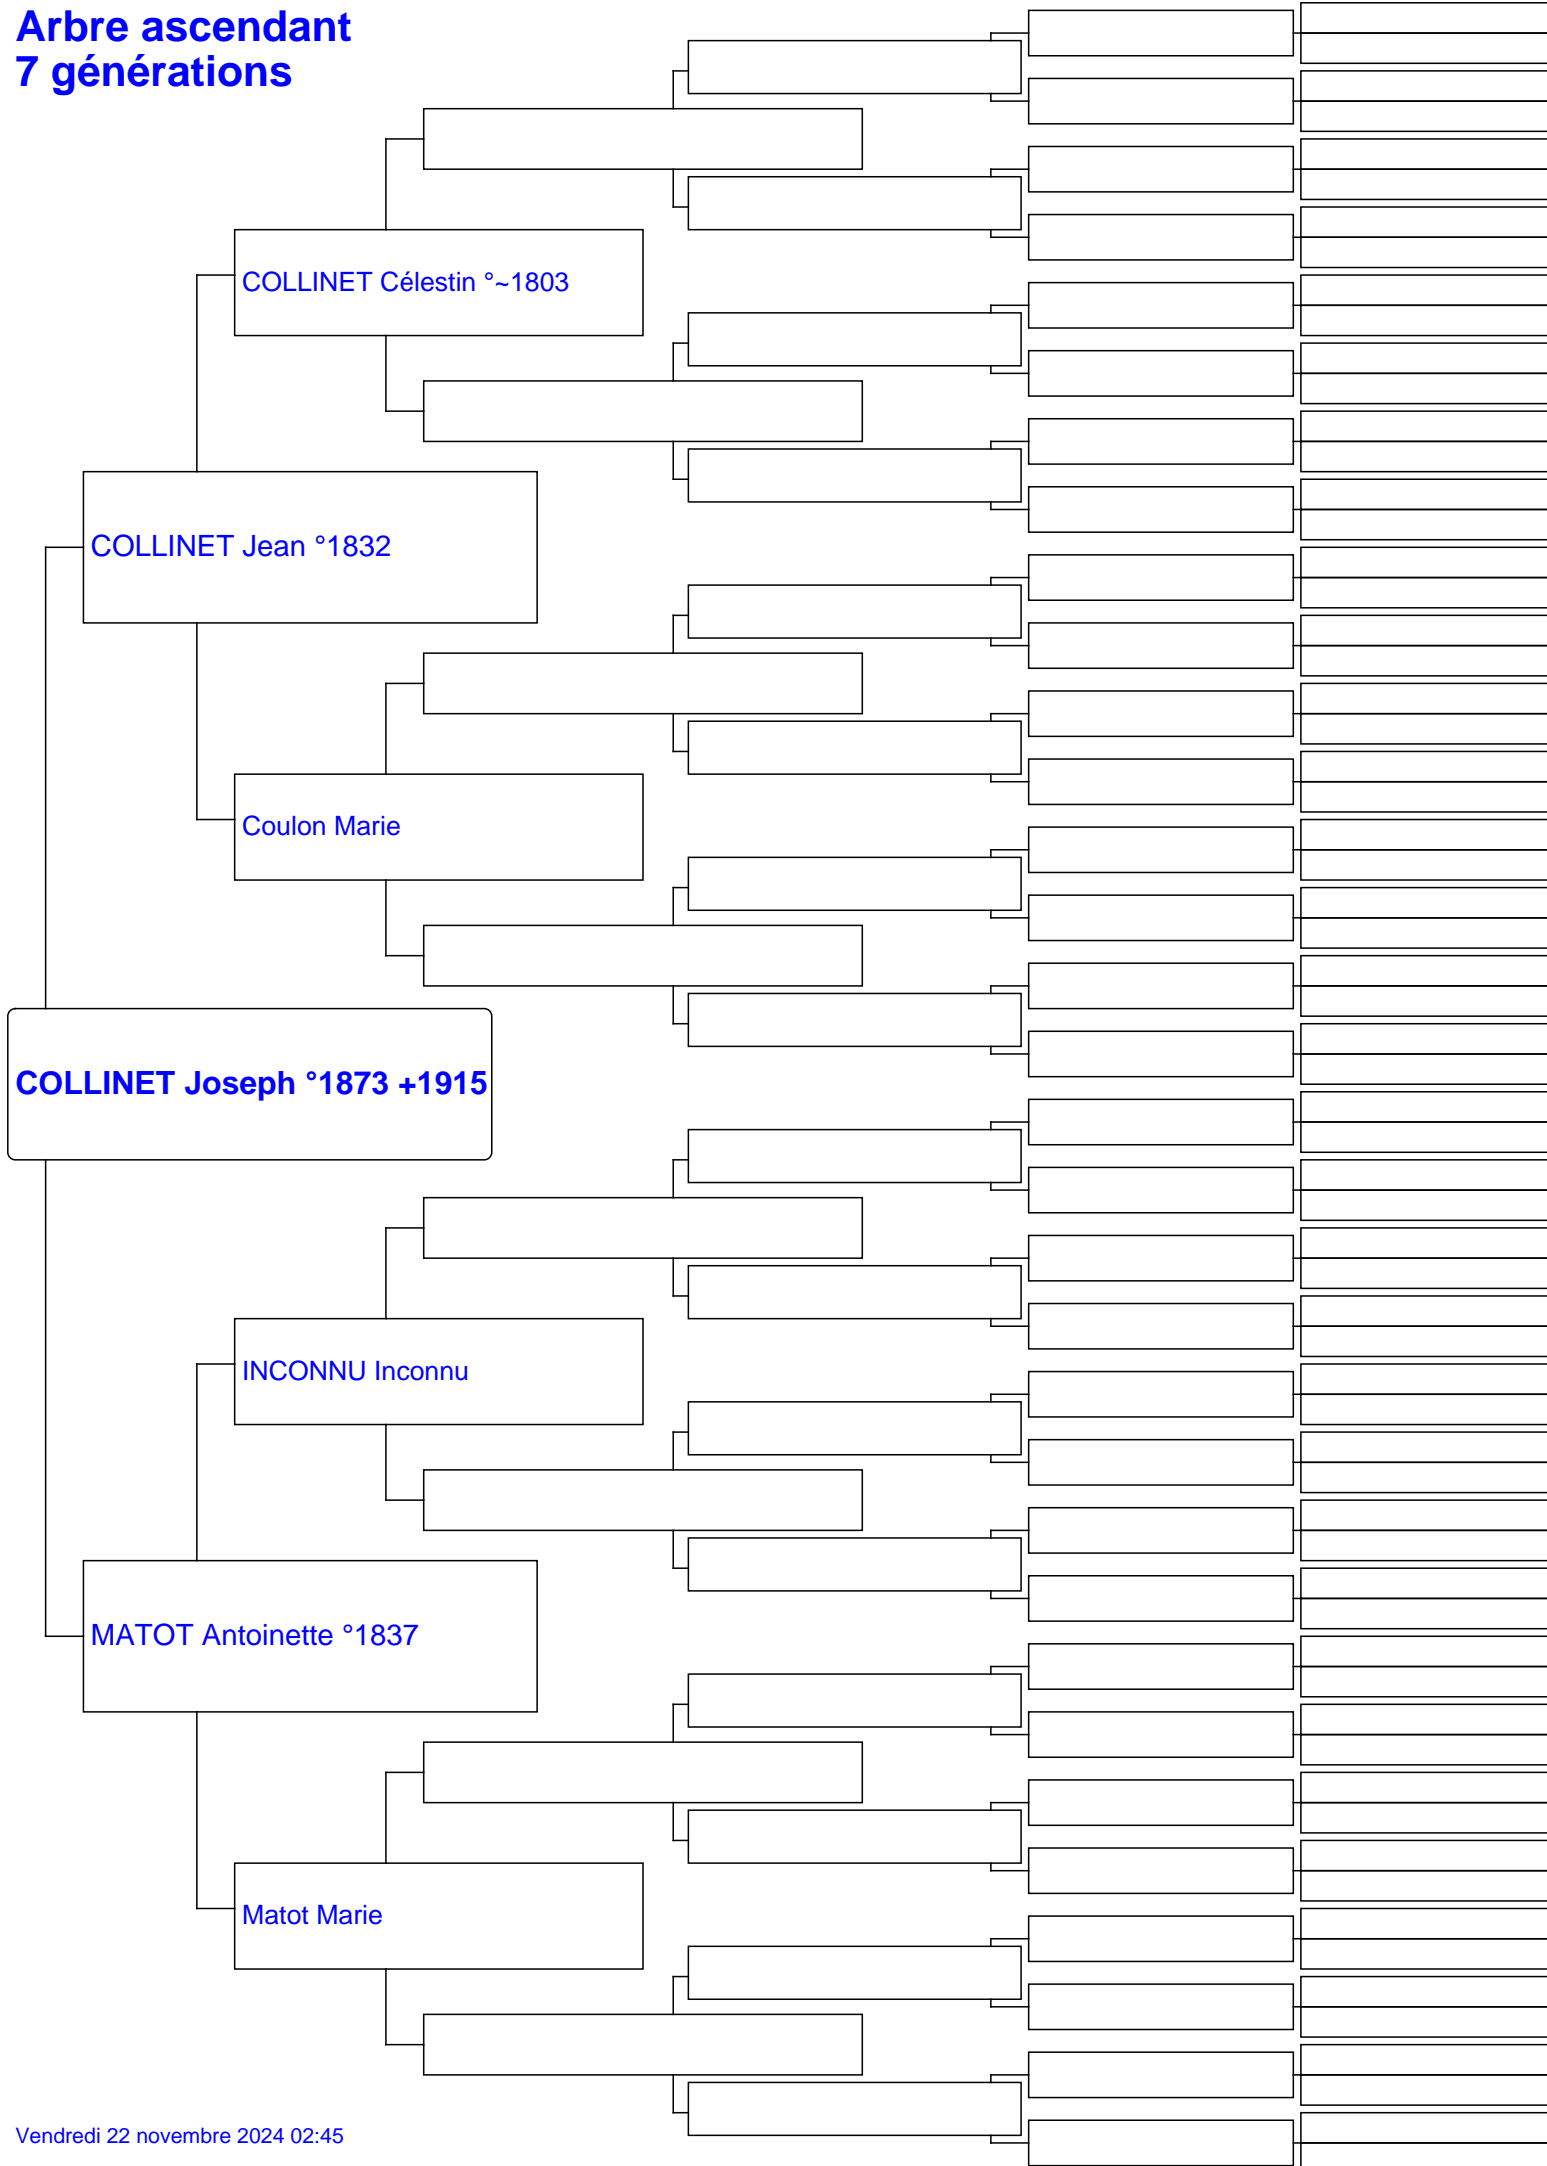 Arbre ascendant
7 générations
COLLINET Célestin °~1803
COLLINET Jean °1832
Coulon Marie
COLLINET Joseph °1873 +1915
INCONNU Inconnu
MATOT Antoinette °1837
Matot Marie
Vendredi 22 novembre 2024 02:45